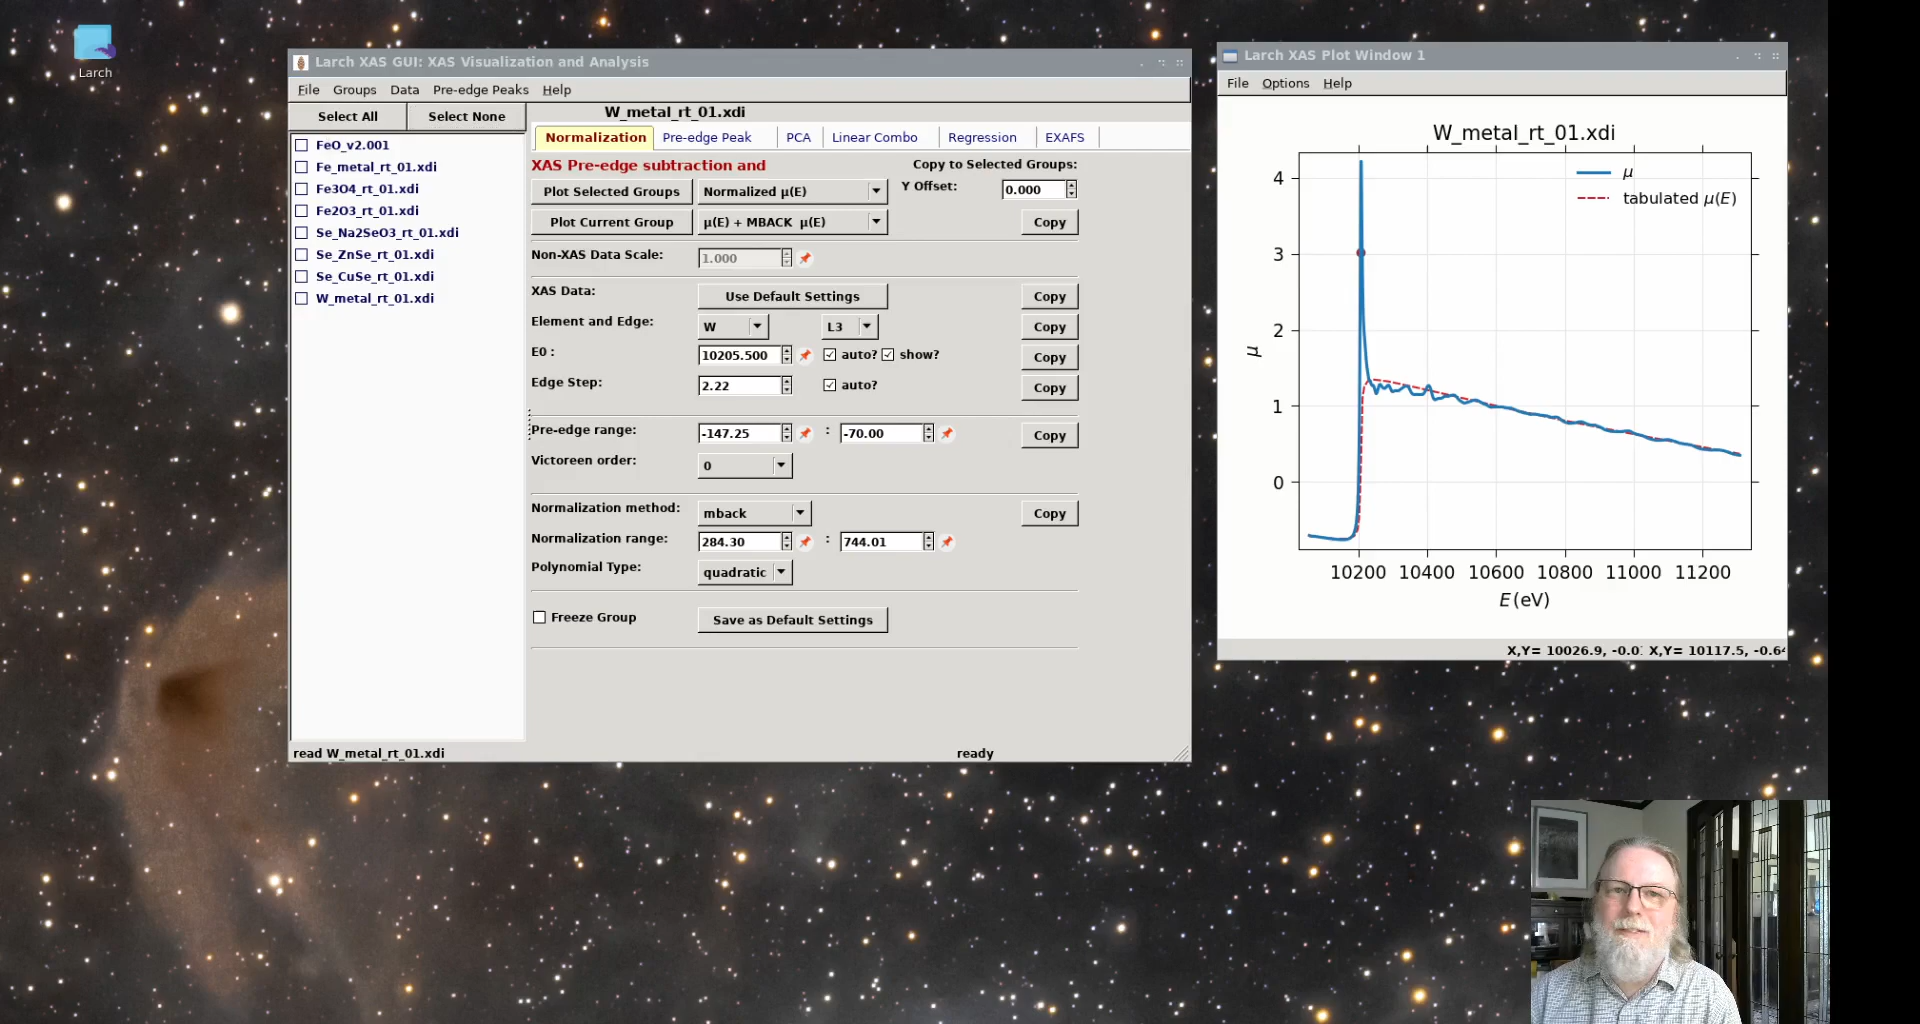 Larch
Larch XAS GUI: XAS Visualization and Analysis
File Groups Data Pre-edge Peaks Help
Select All Select None
FeO_v2.001
Fe_metal_rt_01.xdi
Fe3O4_rt_01.xdi
Fe2O3_rt_01.xdi
Se_Na2SeO3_rt_01.xdi
Se_ZnSe_rt_01.xdi
Se_CuSe_rt_01.xdi
W_metal_rt_01.xdi
W_metal_rt_01.xdi
Normalization Pre-edge Peak PCA Linear Combo Regression EXAFS
XAS Pre-edge subtraction and Copy to Selected Groups:
Plot Selected Groups Normalized μ(E) Y Offset: 0.000
Plot Current Group μ(E) + MBACK μ(E) Copy
Non-XAS Data Scale: 1.000
XAS Data: Use Default Settings Copy
Element and Edge: W L3 Copy
E0 : 10205.500 auto? show? Copy
Edge Step: 2.22 auto? Copy
Pre-edge range: -147.25 : -70.00 Copy
Victoreen order: 0
Normalization method: mback Copy
Normalization range: 284.30 : 744.01
Polynomial Type: quadratic
Freeze Group Save as Default Settings
read W_metal_rt_01.xdi ready
Larch XAS Plot Window 1
File Options Help
W_metal_rt_01.xdi
μ
tabulated μ(E)
4
3
2
1
0
μ
10200 10400 10600 10800 11000 11200
E (eV)
X,Y= 10026.9, -0.0 X,Y= 10117.5, -0.6